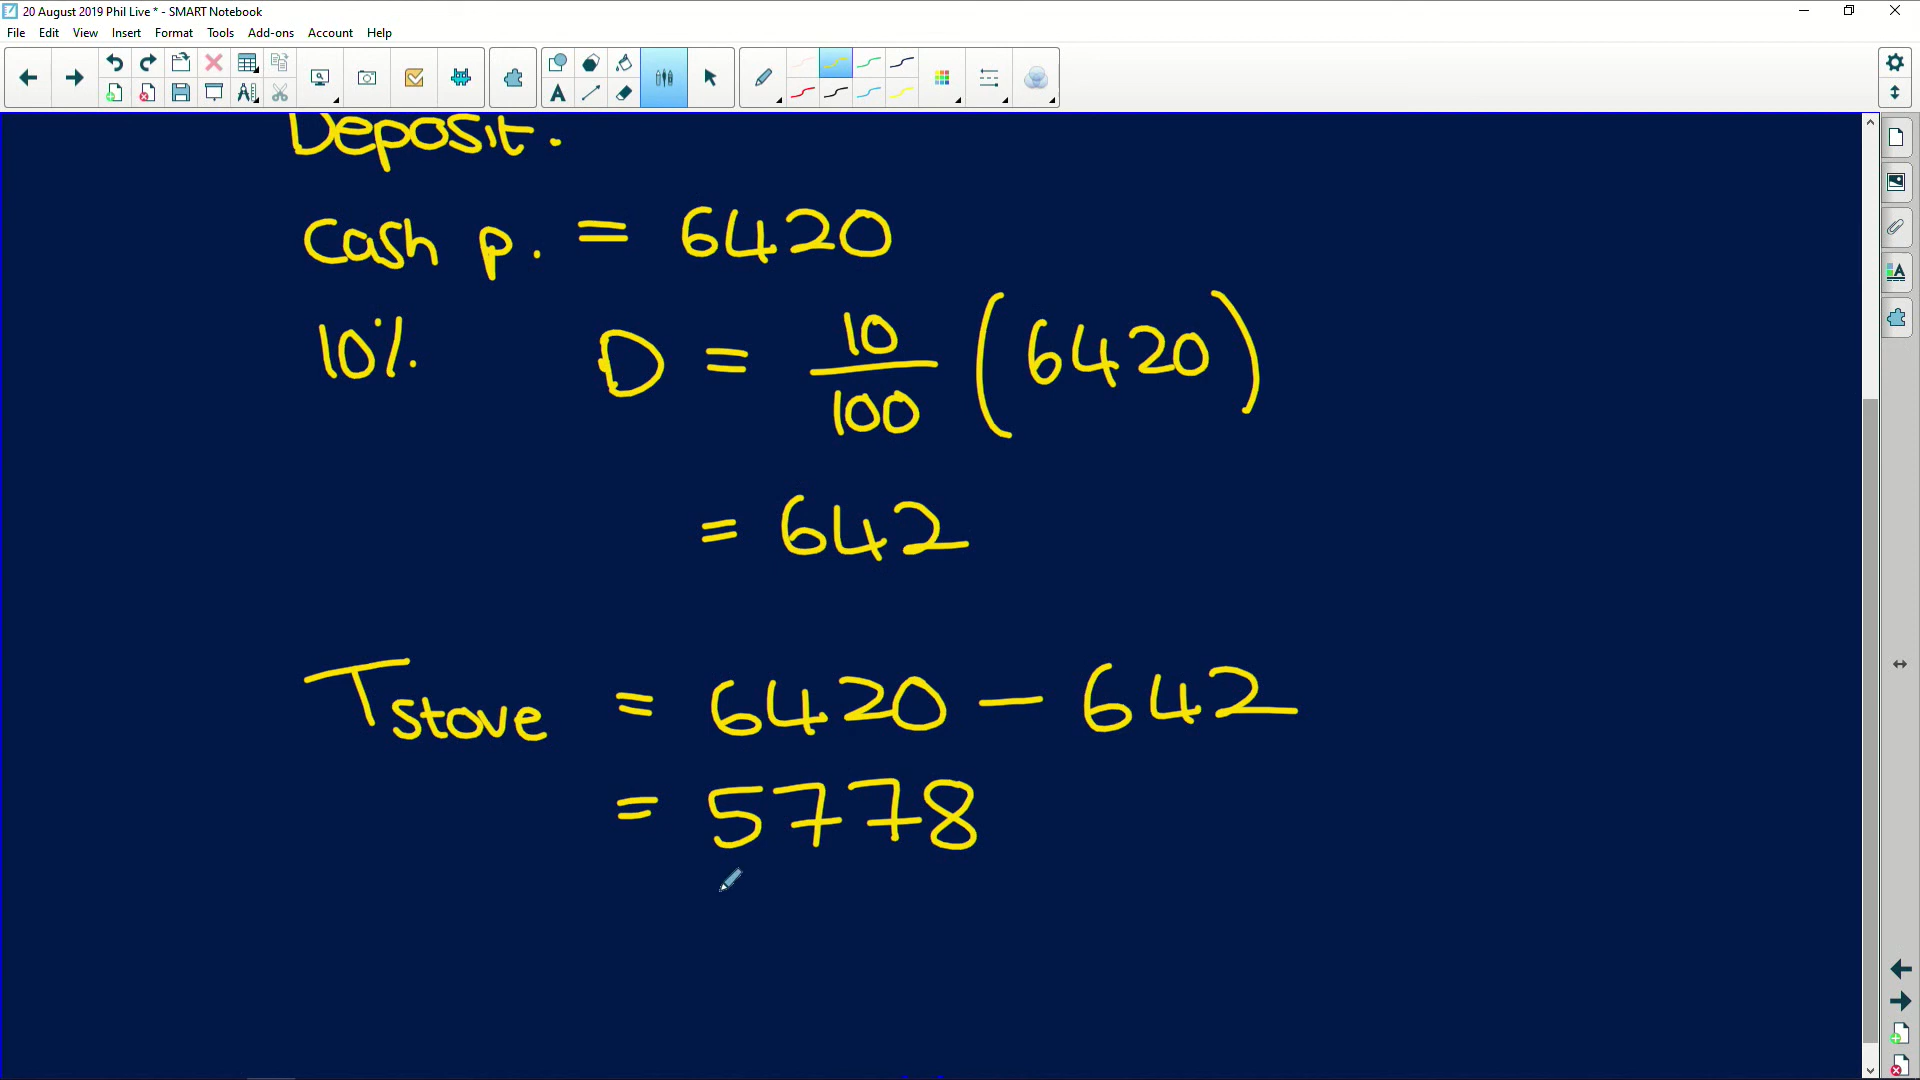 20 August 2019 Phil Live * - SMART Notebook
File Edit View Insert Format Tools Add-ons Account Help
Deposit.
Cash p. = 6420
10% D = 10/100 (6420)
= 642
Tstove = 6420 - 642
= 5778